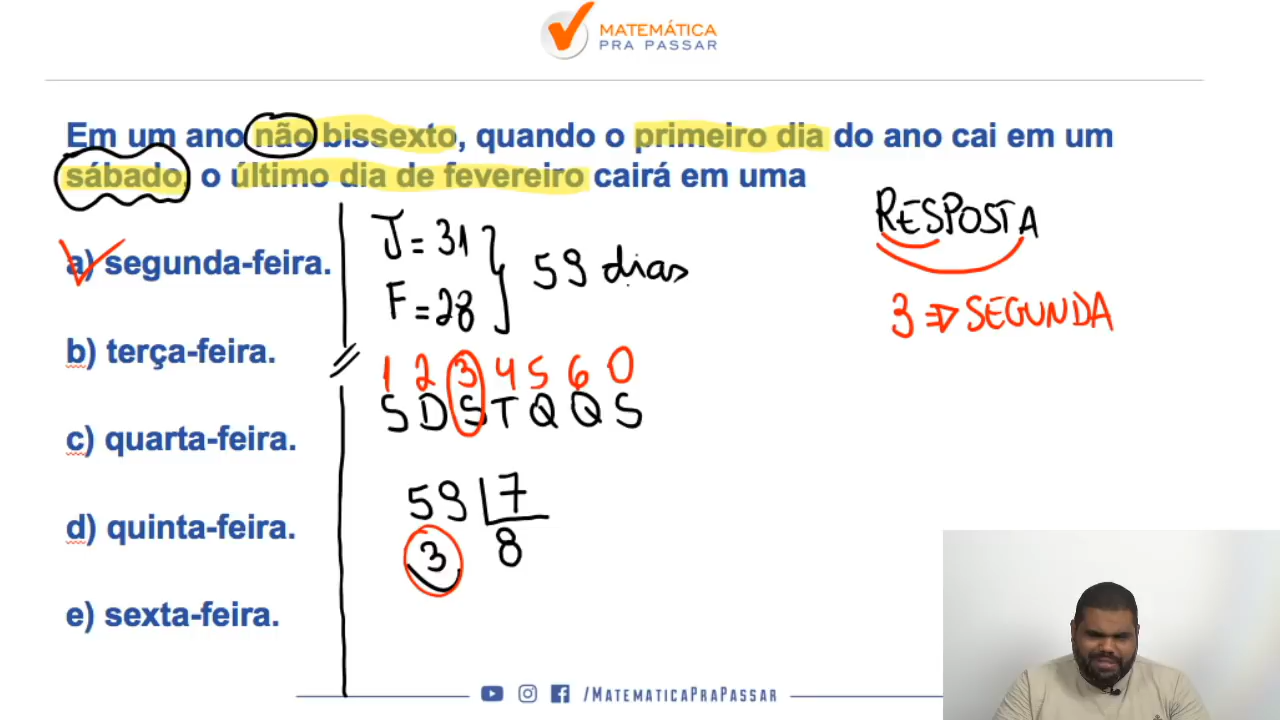 MATEMÁTICA
PRA PASSAR
Em um ano não bissexto, quando o primeiro dia do ano cai em um
sábado, o último dia de fevereiro cairá em uma
a) segunda-feira.
b) terça-feira.
c) quarta-feira.
d) quinta-feira.
e) sexta-feira.
J = 31
F = 28
59 dias
1 2 3 4 5 6 0
S D S T Q Q S
59 7
3 8
RESPOSTA
3 ⇒ SEGUNDA
/MATEMATICAPRAPASSAR